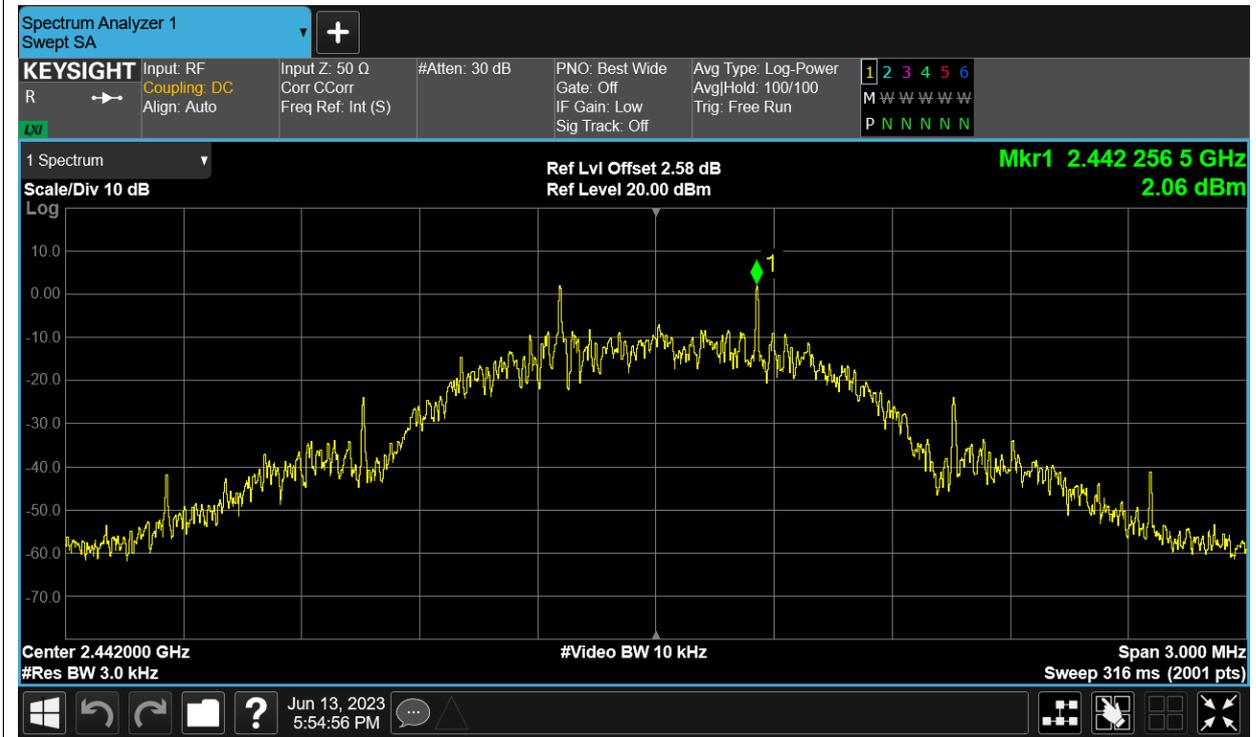 Spectrum Analyzer 1
Swept SA
+
KEYSIGHT
R
LXI
Input: RF
Coupling: DC
Align: Auto
Input Z: 50 Ω
Corr CCorr
Freq Ref: Int (S)
#Atten: 30 dB
PNO: Best Wide
Gate: Off
IF Gain: Low
Sig Track: Off
Avg Type: Log-Power
Avg|Hold: 100/100
Trig: Free Run
1 2 3 4 5 6
M W W W W W
P N N N N N N
1 Spectrum
Scale/Div 10 dB
Log
Ref Lvl Offset 2.58 dB
Ref Level 20.00 dBm
Mkr1 2.442 256 5 GHz
2.06 dBm
1
10.0
0.00
-10.0
-20.0
-30.0
-40.0
-50.0
-60.0
-70.0
Center 2.442000 GHz
#Res BW 3.0 kHz
#Video BW 10 kHz
Span 3.000 MHz
Sweep 316 ms (2001 pts)
?
Jun 13, 2023
5:54:56 PM